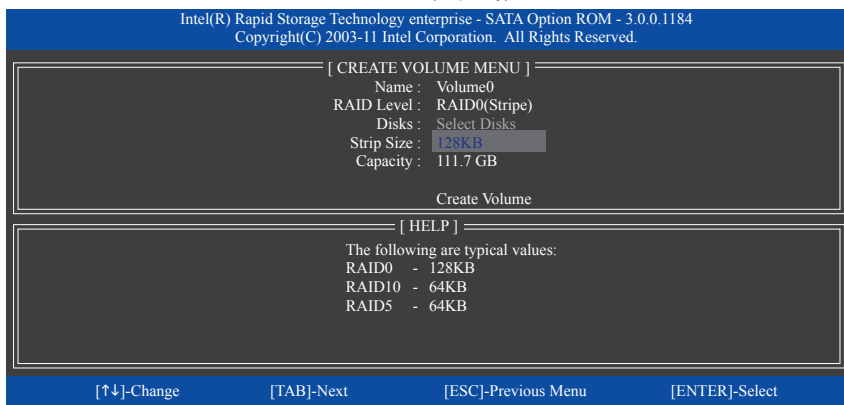 Intel(R) Rapid Storage Technology enterprise - SATA Option ROM - 3.0.0.1184
Copyright(C) 2003-11 Intel Corporation. All Rights Reserved.
[ CREATE VOLUME MENU ]
Name : Volume0
RAID Level : RAID0(Stripe)
Disks : Select Disks
Strip Size : 128KB
Capacity : 111.7 GB
Create Volume
[ HELP ]
The following are typical values:
RAID0 - 128KB
RAID10 - 64KB
RAID5 - 64KB
[↑↓]-Change [TAB]-Next [ESC]-Previous Menu [ENTER]-Select